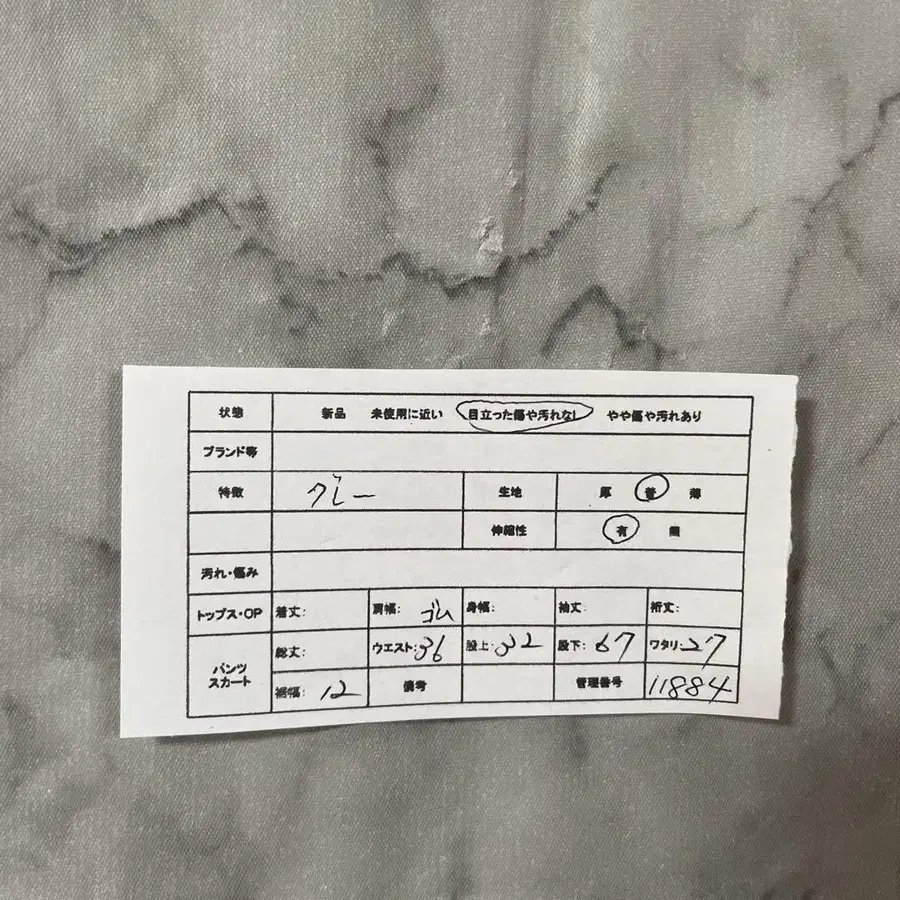 状態 新品 未使用に近い 目立った傷や汚れなし やや傷や汚れあり
ブランド等
特徴 グレー 生地 厚 普 薄
伸縮性 有 無
汚れ・傷み
トップス・OP 着丈: 肩幅: ゴム 身幅: 袖丈: 裄丈:
パンツ スカート 総丈: ウエスト:36 股上:32 股下:67 ワタリ:27
裾幅: 12 備考 管理番号 11884